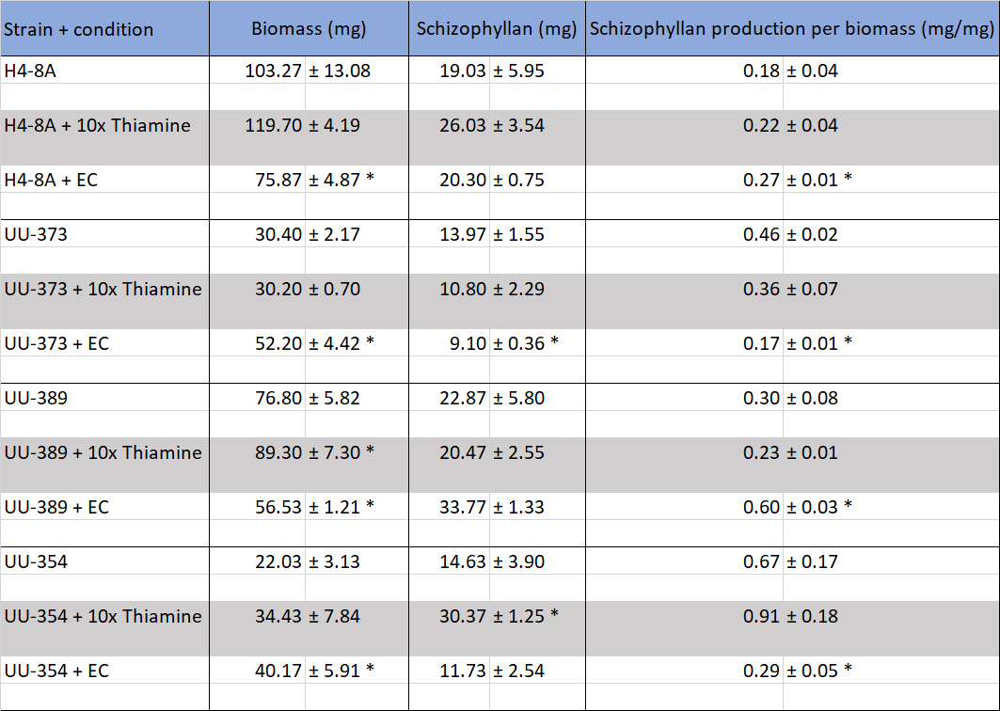 Strain + condition Biomass (mg) Schizophyllan (mg) Schizophyllan production per biomass (mg/mg)
H4-8A 103.27 ± 13.08 19.03 ± 5.95 0.18 ± 0.04
H4-8A + 10x Thiamine 119.70 ± 4.19 26.03 ± 3.54 0.22 ± 0.04
H4-8A + EC 75.87 ± 4.87 * 20.30 ± 0.75 0.27 ± 0.01 *
UU-373 30.40 ± 2.17 13.97 ± 1.55 0.46 ± 0.02
UU-373 + 10x Thiamine 30.20 ± 0.70 10.80 ± 2.29 0.36 ± 0.07
UU-373 + EC 52.20 ± 4.42 * 9.10 ± 0.36 * 0.17 ± 0.01 *
UU-389 76.80 ± 5.82 22.87 ± 5.80 0.30 ± 0.08
UU-389 + 10x Thiamine 89.30 ± 7.30 * 20.47 ± 2.55 0.23 ± 0.01
UU-389 + EC 56.53 ± 1.21 * 33.77 ± 1.33 0.60 ± 0.03 *
UU-354 22.03 ± 3.13 14.63 ± 3.90 0.67 ± 0.17
UU-354 + 10x Thiamine 34.43 ± 7.84 30.37 ± 1.25 * 0.91 ± 0.18
UU-354 + EC 40.17 ± 5.91 * 11.73 ± 2.54 0.29 ± 0.05 *